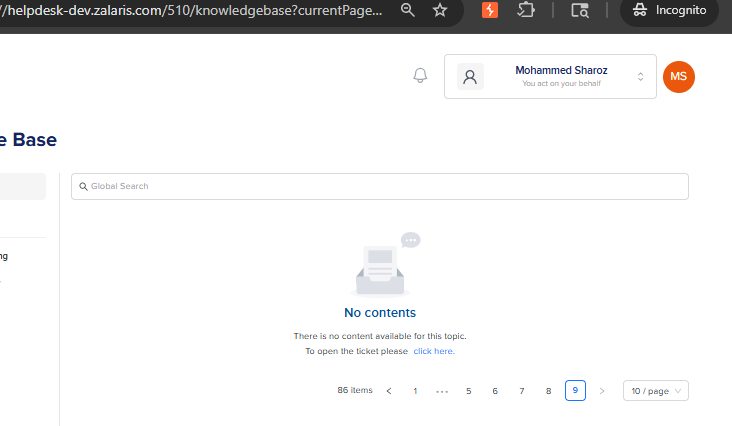 //helpdesk-dev.zalaris.com/510/knowledgebase?currentPage...
Incognito
Mohammed Sharoz
You act on your behalf
MS
e Base
Global Search
ng
No contents
There is no content available for this topic.
To open the ticket please click here.
86 items < 1 ••• 5 6 7 8 9 > 10 / page